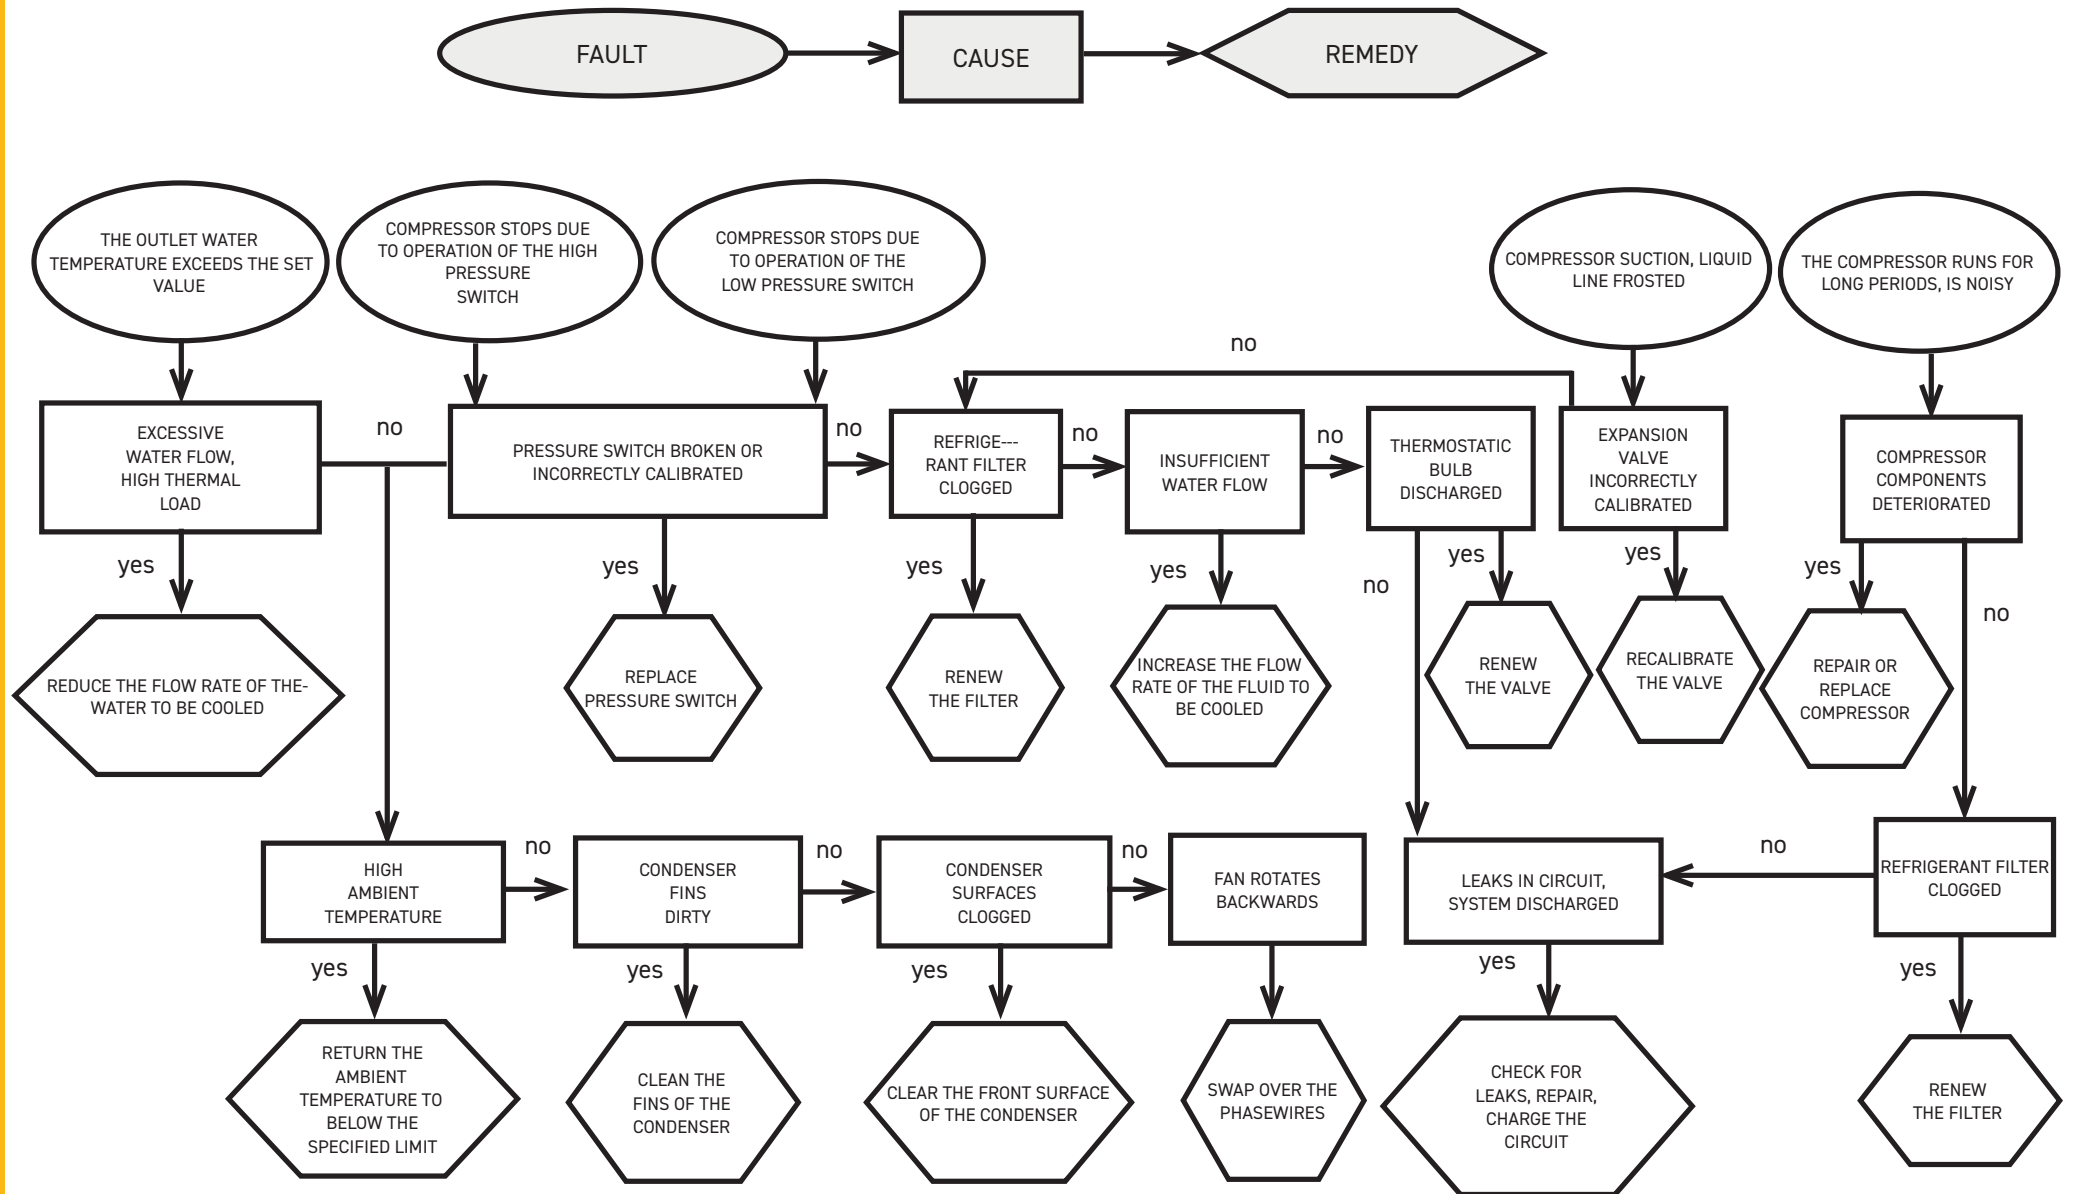 FAULT
CAUSE
REMEDY
THE OUTLET WATER
TEMPERATURE EXCEEDS THE SET
VALUE
COMPRESSOR STOPS DUE
TO OPERATION OF THE HIGH
PRESSURE
SWITCH
COMPRESSOR STOPS DUE
TO OPERATION OF THE
LOW PRESSURE SWITCH
COMPRESSOR SUCTION, LIQUID
LINE FROSTED
THE COMPRESSOR RUNS FOR
LONG PERIODS, IS NOISY
no
EXCESSIVE
WATER FLOW,
HIGH THERMAL
LOAD
no
PRESSURE SWITCH BROKEN OR
INCORRECTLY CALIBRATED
no
REFRIGE---
RANT FILTER
CLOGGED
no
INSUFFICIENT
WATER FLOW
no
THERMOSTATIC
BULB
DISCHARGED
EXPANSION
VALVE
INCORRECTLY
CALIBRATED
COMPRESSOR
COMPONENTS
DETERIORATED
yes
yes
yes
yes
no
yes
yes
yes
no
REDUCE THE FLOW RATE OF THE-
WATER TO BE COOLED
REPLACE
PRESSURE SWITCH
RENEW
THE FILTER
INCREASE THE FLOW
RATE OF THE FLUID TO
BE COOLED
RENEW
THE VALVE
RECALIBRATE
THE VALVE
REPAIR OR
REPLACE
COMPRESSOR
HIGH
AMBIENT
TEMPERATURE
no
CONDENSER
FINS
DIRTY
no
CONDENSER
SURFACES
CLOGGED
no
FAN ROTATES
BACKWARDS
LEAKS IN CIRCUIT,
SYSTEM DISCHARGED
no
REFRIGERANT FILTER
CLOGGED
yes
yes
yes
yes
yes
RETURN THE
AMBIENT
TEMPERATURE TO
BELOW THE
SPECIFIED LIMIT
CLEAN THE
FINS OF THE
CONDENSER
CLEAR THE FRONT SURFACE
OF THE CONDENSER
SWAP OVER THE
PHASEWIRES
CHECK FOR
LEAKS, REPAIR,
CHARGE THE
CIRCUIT
RENEW
THE FILTER